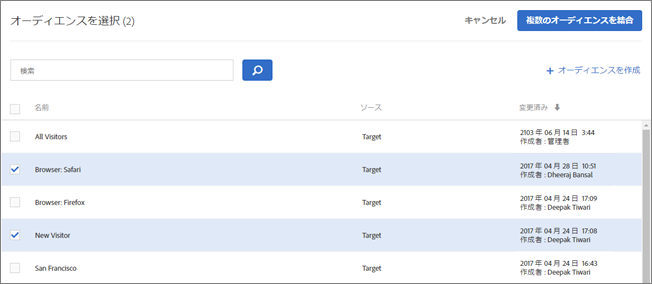 オーディエンスを選択 (2)
キャンセル
複数のオーディエンスを結合
検索
+ オーディエンスを作成
名前
ソース
変更済み
All Visitors
Target
2103 年 06 月 14 日 3:44
作成者 : 管理者
Browser: Safari
Target
2017 年 04 月 28 日 10:51
作成者 : Dheeraj Bansal
Browser: Firefox
Target
2017 年 04 月 24 日 17:09
作成者 : Deepak Tiwari
New Visitor
Target
2017 年 04 月 24 日 17:08
作成者 : Deepak Tiwari
San Francisco
Target
2017 年 04 月 24 日 16:43
作成者 : Deepak Tiwari